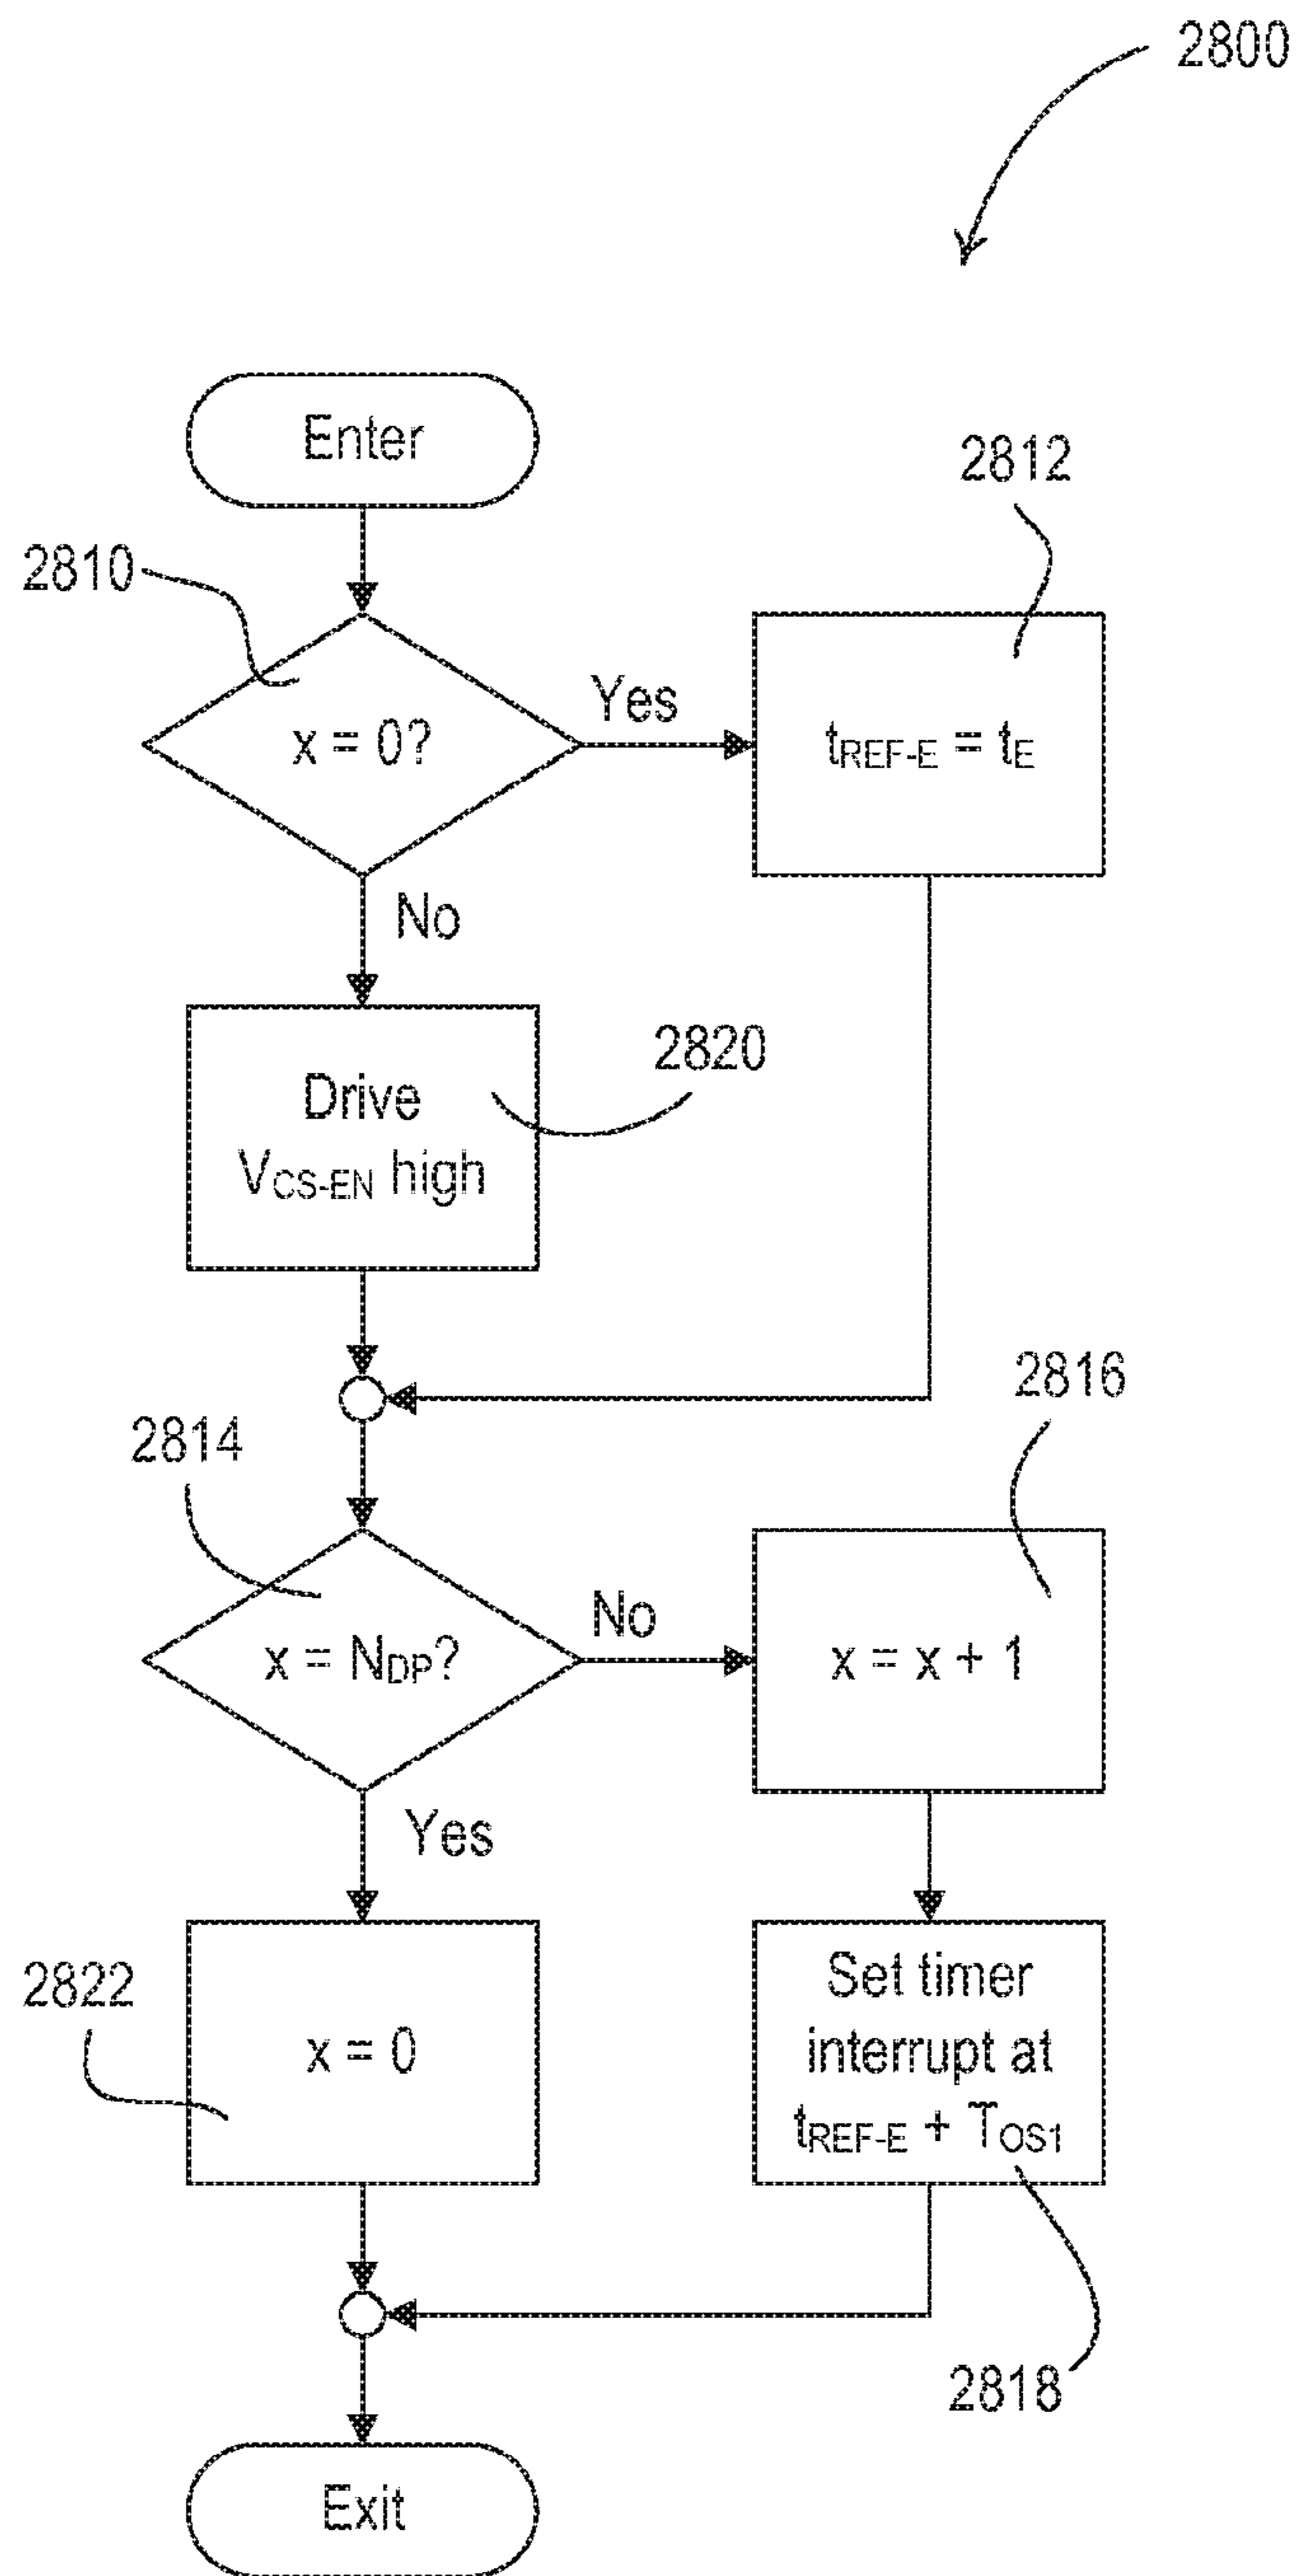 2800
Enter
2812
2810
Yes
x = 0?
tREF-E = tE
No
2820
Drive
VCS-EN high
2816
2814
No
x = NDP?
x = x + 1
Yes
Set timer
interrupt at
tREF-E + TOS1
2822
x = 0
2818
Exit